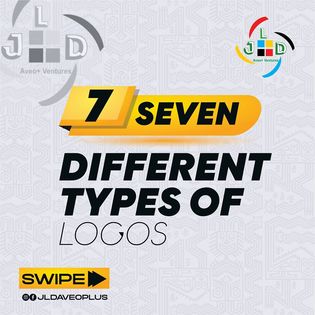 L
J D
Aveo+ Ventures
L
J D
Aveo+ Ventures
7 SEVEN
DIFFERENT
TYPES OF
LOGOS
SWIPE
JLDAVEOPLUS